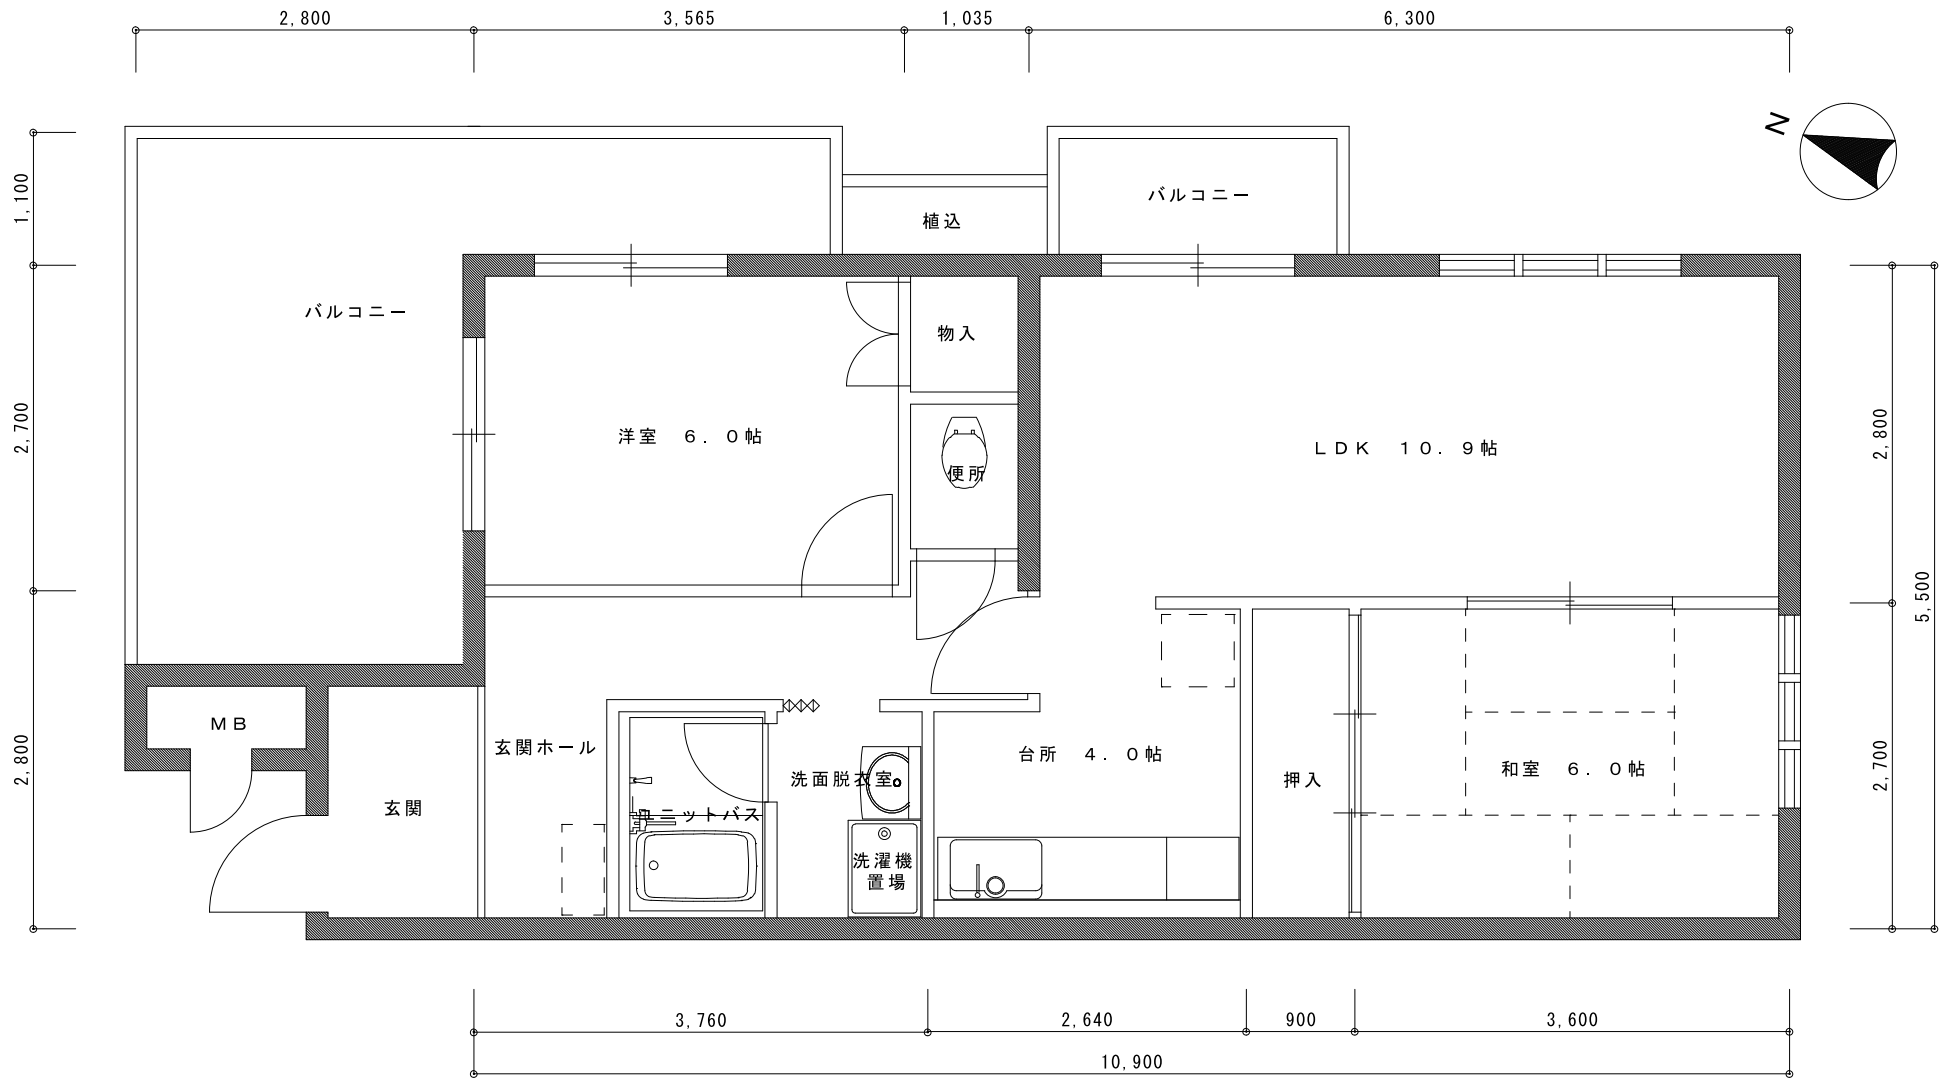 2,800
3,565
1,035
6,300
N
1,100
2,700
2,800
バルコニー
植込
バルコニー
物入
洋室 6.0帖
便所
LDK 10.9帖
2,800
5,500
2,700
MB
玄関ホール
玄関
ユニットバス
洗面脱衣室
洗濯機
置場
台所 4.0帖
押入
和室 6.0帖
3,760
2,640
900
3,600
10,900